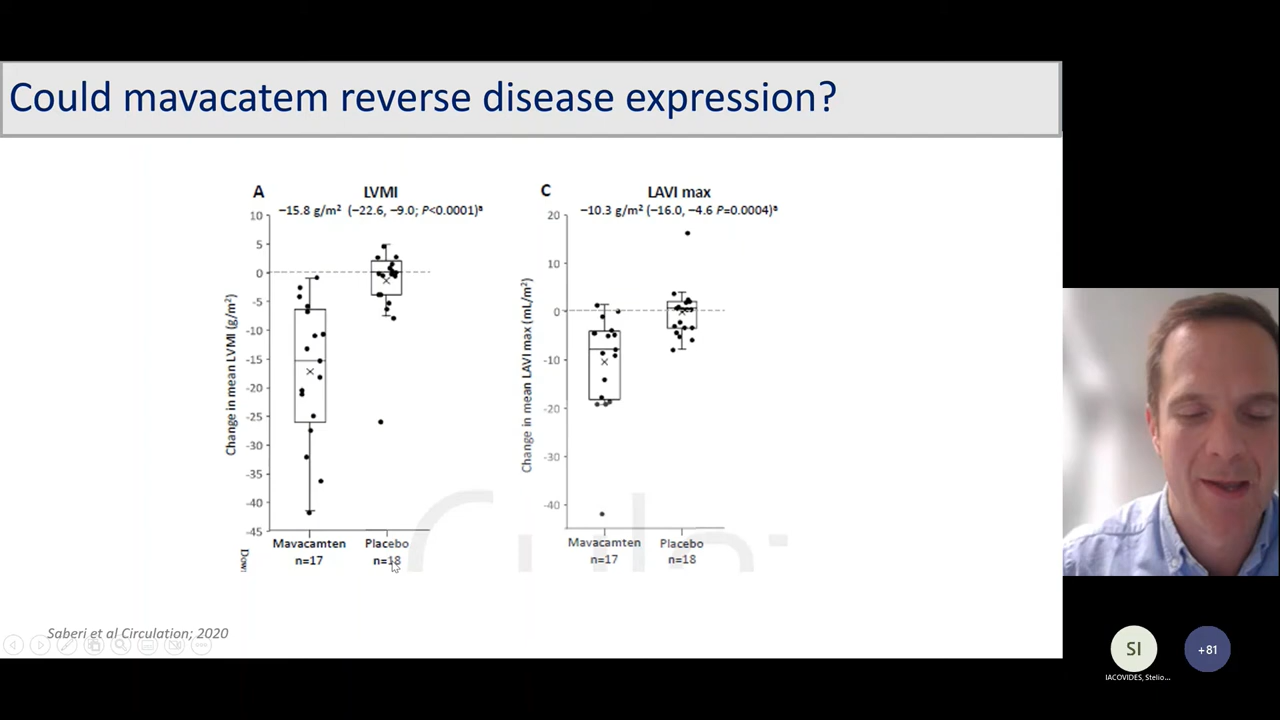 Could mavacatem reverse disease expression?
A
LVMI
−15.8 g/m² (−22.6, −9.0; P<0.0001)ª
Change in mean LVMI (g/m²)
10
5
0
-5
-10
-15
-20
-25
-30
-35
-40
-45
Mavacamten
n=17
Placebo
n=18
C
LAVI max
−10.3 g/m² (−16.0, −4.6 P=0.0004)ª
Change in mean LAVI max (mL/m²)
20
10
0
-10
-20
-30
-40
Mavacamten
n=17
Placebo
n=18
Dow
Saberi et al Circulation; 2020
SI
+81
IACOVIDES, Stelio...